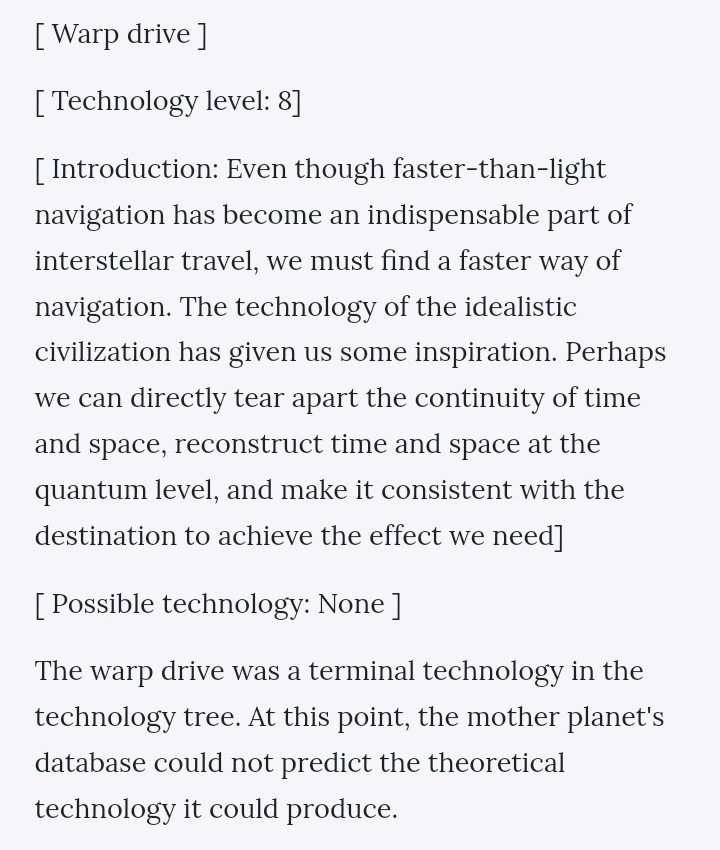 [ Warp drive ]
[ Technology level: 8]
[ Introduction: Even though faster-than-light
navigation has become an indispensable part of
interstellar travel, we must find a faster way of
navigation. The technology of the idealistic
civilization has given us some inspiration. Perhaps
we can directly tear apart the continuity of time
and space, reconstruct time and space at the
quantum level, and make it consistent with the
destination to achieve the effect we need]
[ Possible technology: None ]
The warp drive was a terminal technology in the
technology tree. At this point, the mother planet's
database could not predict the theoretical
technology it could produce.